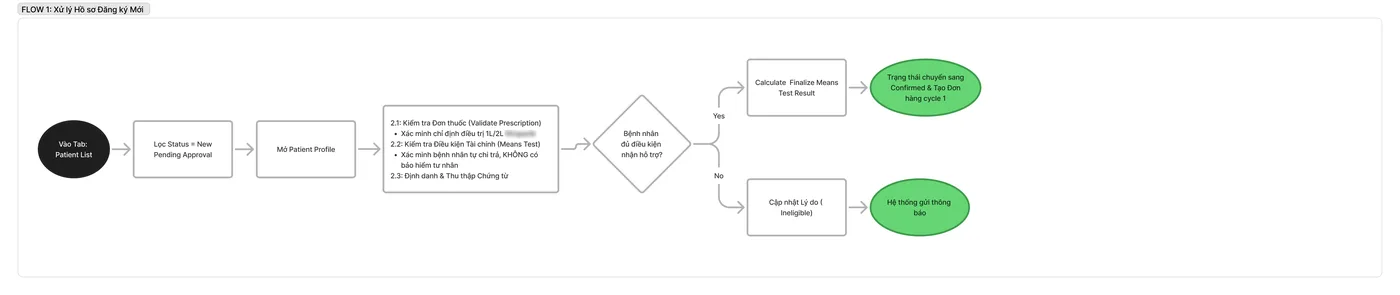 FLOW 1: Xử lý Hồ sơ Đăng ký Mới
Vào Tab:
Patient List
Lọc Status = New
Pending Approval
Mở Patient Profile
2.1: Kiểm tra Đơn thuốc (Validate Prescription)
• Xác minh chỉ định điều trị 1L/2L
2.2: Kiểm tra Điều kiện Tài chính (Means Test)
• Xác minh bệnh nhân tự chi trả, KHÔNG có
bảo hiểm tư nhân
2.3: Định danh & Thu thập Chứng từ
Bệnh nhân
đủ điều kiện
nhận hỗ trợ?
Yes
Calculate Finalize Means
Test Result
Trạng thái chuyển sang
Confirmed & Tạo Đơn
hàng cycle 1
No
Cập nhật Lý do (
Ineligible)
Hệ thống gửi thông
báo